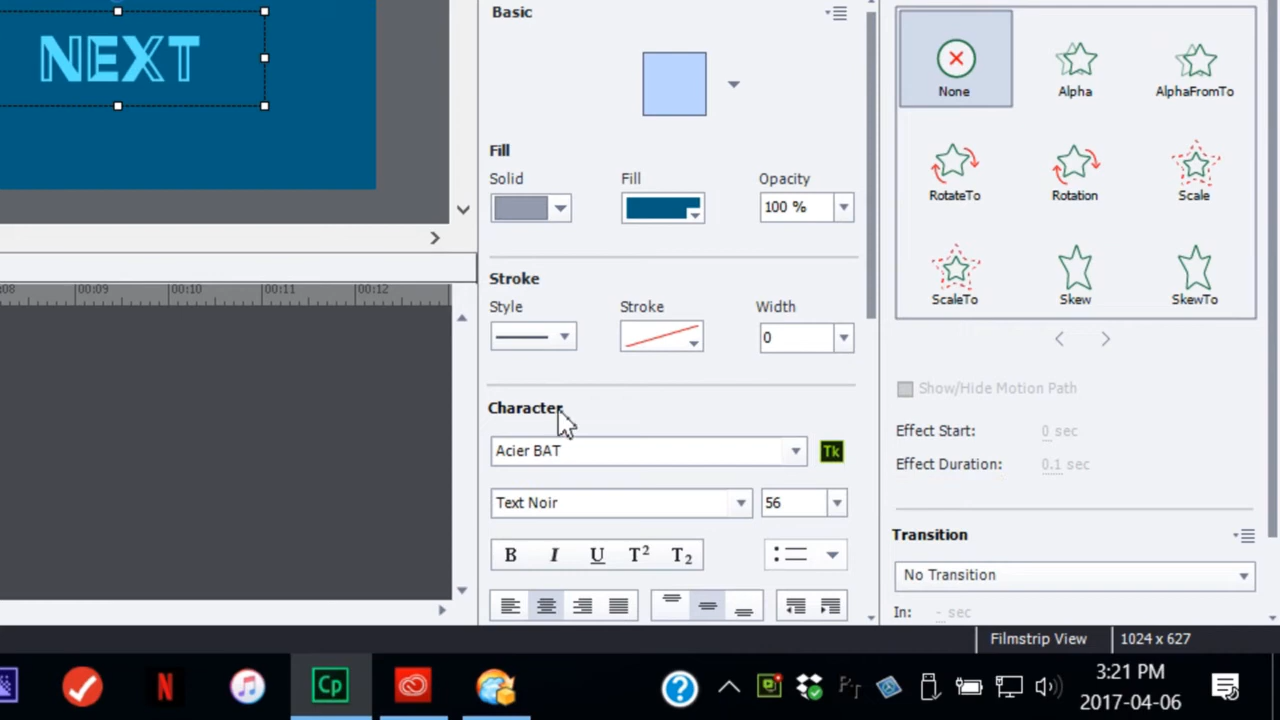 Basic
NEXT
None
Alpha
AlphaFromTo
Fill
Solid
Fill
Opacity
100 %
RotateTo
Rotation
Scale
Stroke
Style
Stroke
Width
0
ScaleTo
Skew
SkewTo
:08
00:09
00:10
00:11
00:12
Show/Hide Motion Path
Character
Effect Start: 0 sec
Acier BAT
Tk
Effect Duration: 0.1 sec
Text Noir
56
B I U T2 T2
Transition
No Transition
In: - sec
Filmstrip View
1024 x 627
N
Cp
?
3:21 PM
2017-04-06